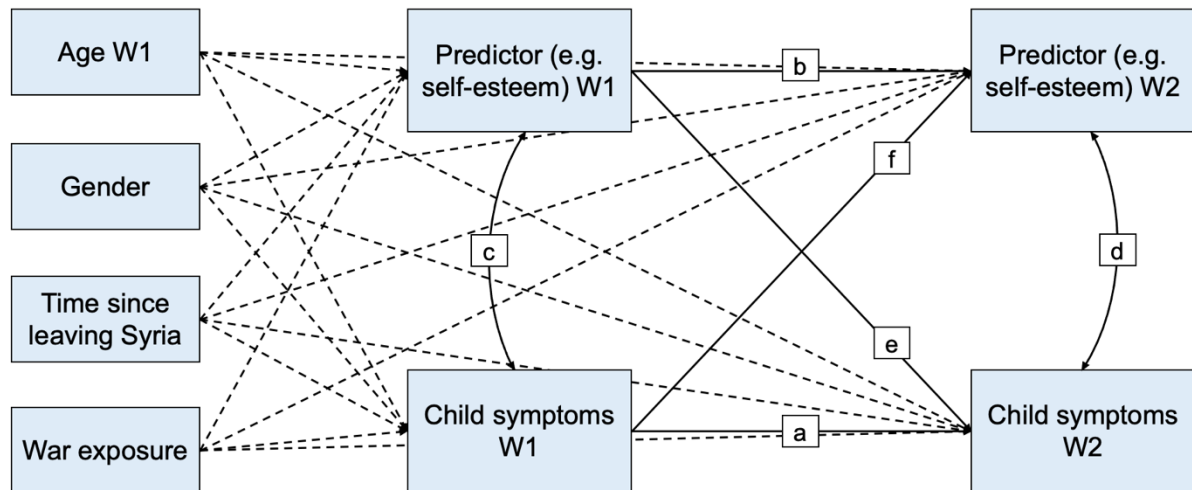 Age W1
Predictor (e.g.
self-esteem) W1
Predictor (e.g.
self-esteem) W2
b
Gender
f
c
d
Time since
leaving Syria
e
War exposure
Child symptoms
W1
a
Child symptoms
W2